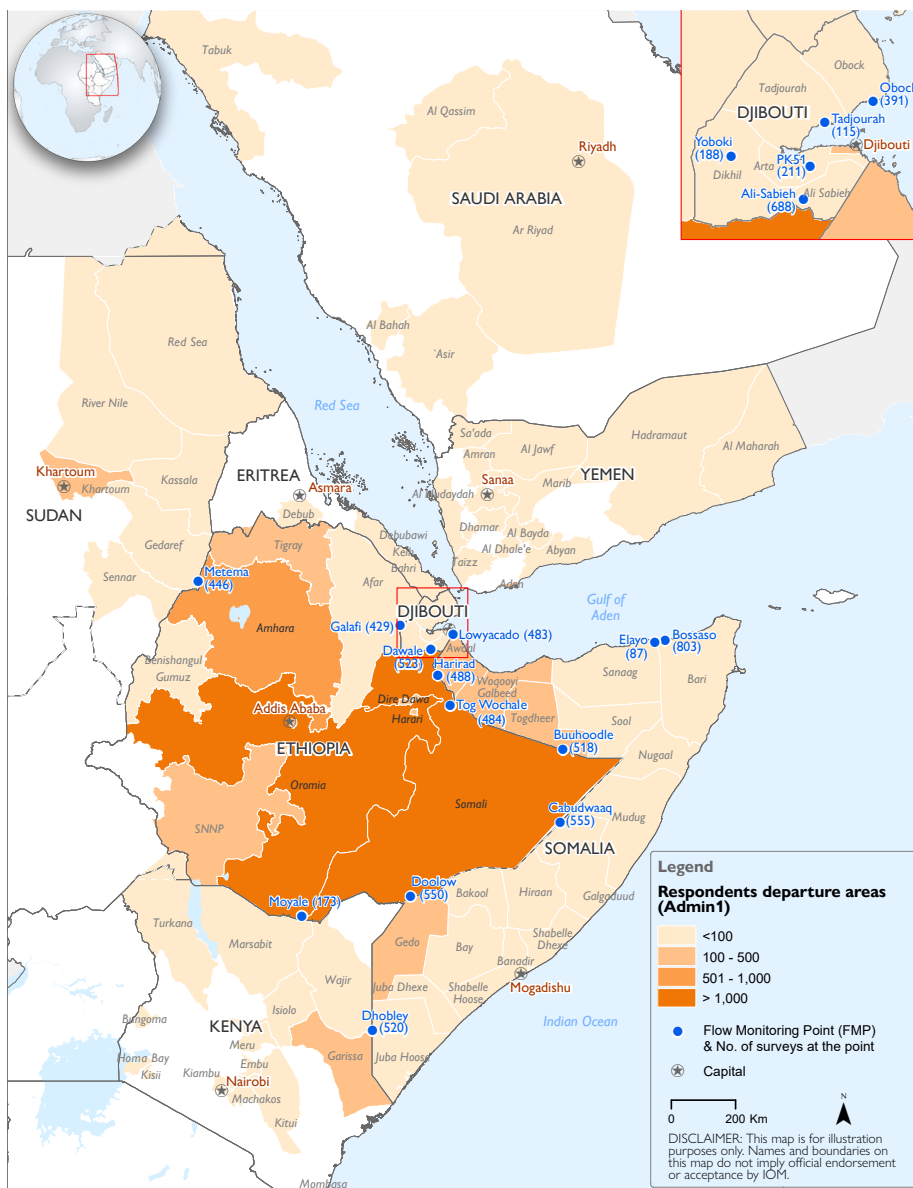 Tabuk
Al Qassim
Riyadh
SAUDI ARABIA
Ar Riyad
Al Bahah
'Asir
Red Sea
Red Sea
River Nile
Khartoum
Khartoum
Kassala
SUDAN
Gedaref
Sennar
ERITREA
Asmara
Debub
Debubawi
Keih
Bahri
Sa'ada
Amran
Al Jawf
Sanaa
Marib
YEMEN
Hadramaut
Al Maharah
Al Hudaydah
Dhamar
Al Bayda
Al Dhale'e
Abyan
Taizz
Aden
Gulf of
Aden
Obock
Tadjourah
Obock
(391)
DJIBOUTI
Tadjourah
(115)
Djibouti
Yoboki
(188)
Dikhil
Arta
PK51
(211)
Ali-Sabieh
(688)
Ali Sabieh
Metema
(446)
Tigray
Afar
Amhara
Benishangul
Gumuz
Galafi (429)
DJIBOUTI
Lowyacado (483)
Awdal
Dawale
(523)
Harirad
(488)
Woqooyi
Galbeed
Togdheer
Tog Wochale
(484)
Dire Dawa
Harari
Addis Ababa
ETHIOPIA
Oromia
SNNP
Somali
Elayo
(87)
Bossaso
(803)
Sanaag
Bari
Sool
Nugaal
Buuhoodle
(518)
Cabudwaaq
(555)
Mudug
SOMALIA
Galgaduud
Hiraan
Bakool
Doolow
(550)
Gedo
Bay
Shabelle
Dhexe
Banadir
Mogadishu
Shabelle
Hoose
Juba Dhexe
Juba Hoose
Dhobley
(520)
Moyale (173)
Turkana
Marsabit
Wajir
Isiolo
Garissa
KENYA
Bungoma
Homa Bay
Kisii
Meru
Embu
Kiambu
Nairobi
Machakos
Kitui
Mombasa
Indian Ocean
Legend
Respondents departure areas
(Admin1)
<100
100 - 500
501 - 1,000
> 1,000
Flow Monitoring Point (FMP)
& No. of surveys at the point
Capital
0 200 Km
N
DISCLAIMER: This map is for illustration
purposes only. Names and boundaries on
this map do not imply official endorsement
or acceptance by IOM.